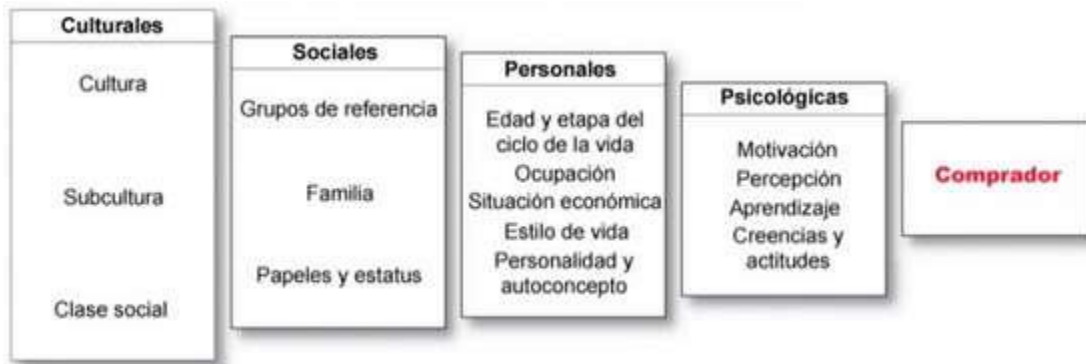 Culturales
Cultura
Subcultura
Clase social
Sociales
Grupos de referencia
Familia
Papeles y estatus
Personales
Edad y etapa del
ciclo de la vida
Ocupación
Situación económica
Estilo de vida
Personalidad y
autoconcepto
Psicológicas
Motivación
Percepción
Aprendizaje
Creencias y
actitudes
Comprador